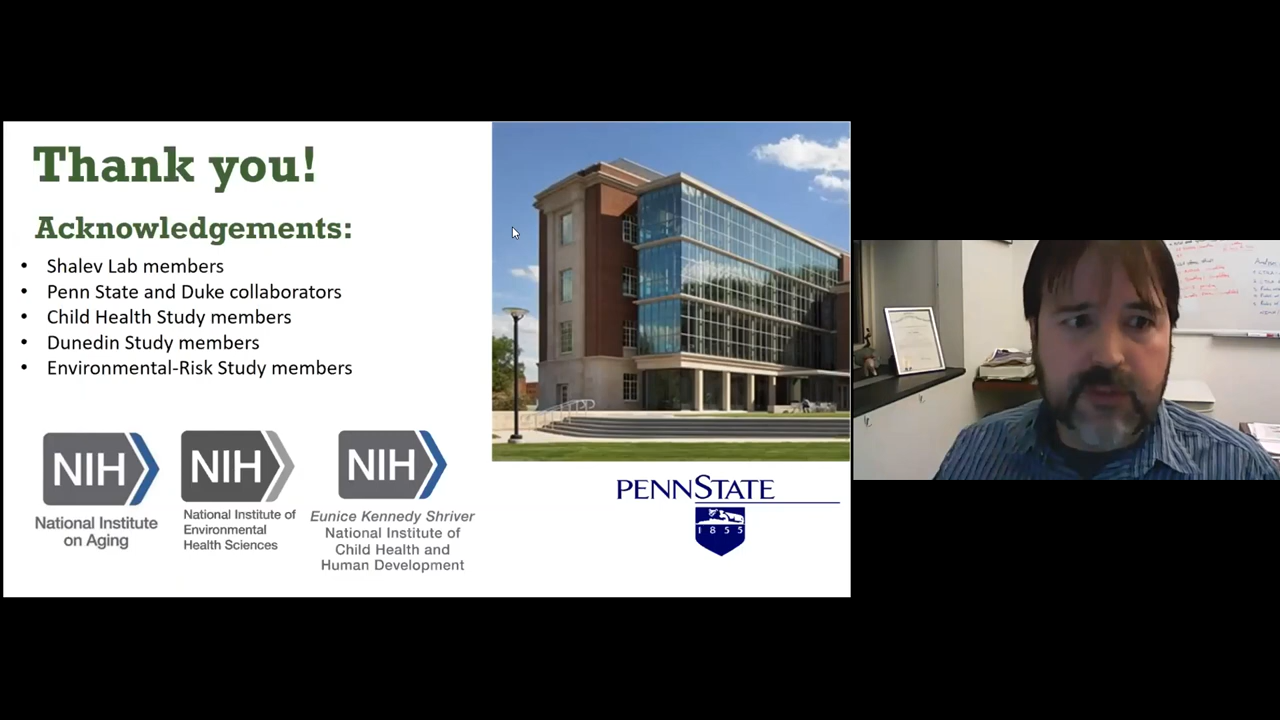 Thank you!
Acknowledgements:
• Shalev Lab members
• Penn State and Duke collaborators
• Child Health Study members
• Dunedin Study members
• Environmental-Risk Study members
NIH
National Institute
on Aging
NIH
National Institute of
Environmental
Health Sciences
NIH
Eunice Kennedy Shriver
National Institute of
Child Health and
Human Development
PENNSTATE
1855